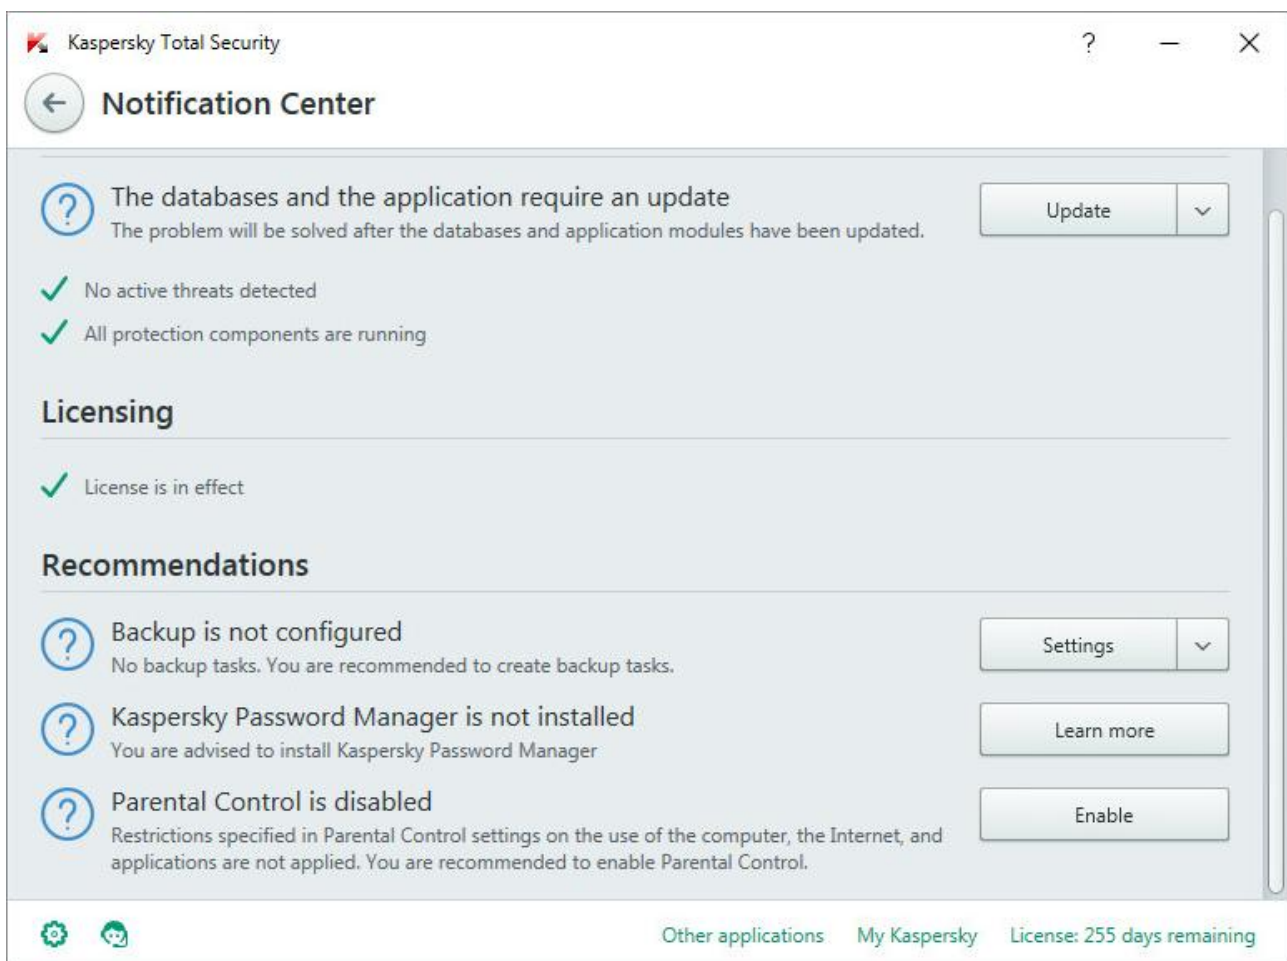 Kaspersky Total Security
Notification Center
The databases and the application require an update
The problem will be solved after the databases and application modules have been updated.
Update
No active threats detected
All protection components are running
Licensing
License is in effect
Recommendations
Backup is not configured
No backup tasks. You are recommended to create backup tasks.
Settings
Kaspersky Password Manager is not installed
You are advised to install Kaspersky Password Manager
Learn more
Parental Control is disabled
Restrictions specified in Parental Control settings on the use of the computer, the Internet, and
applications are not applied. You are recommended to enable Parental Control.
Enable
Other applications My Kaspersky License: 255 days remaining